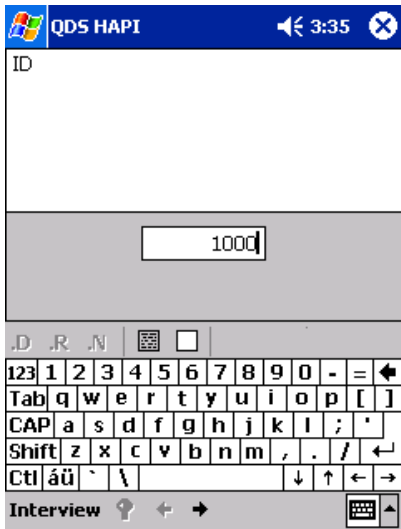 QDS HAPI 3:35
ID
1000
.D .R .N
123 1 2 3 4 5 6 7 8 9 0 - =
Tab q w e r t y u i o p [ ]
CAP a s d f g h j k l ; '
Shift z x c v b n m , . /
Ctl áü ` \ ↓ ↑ ← →
Interview